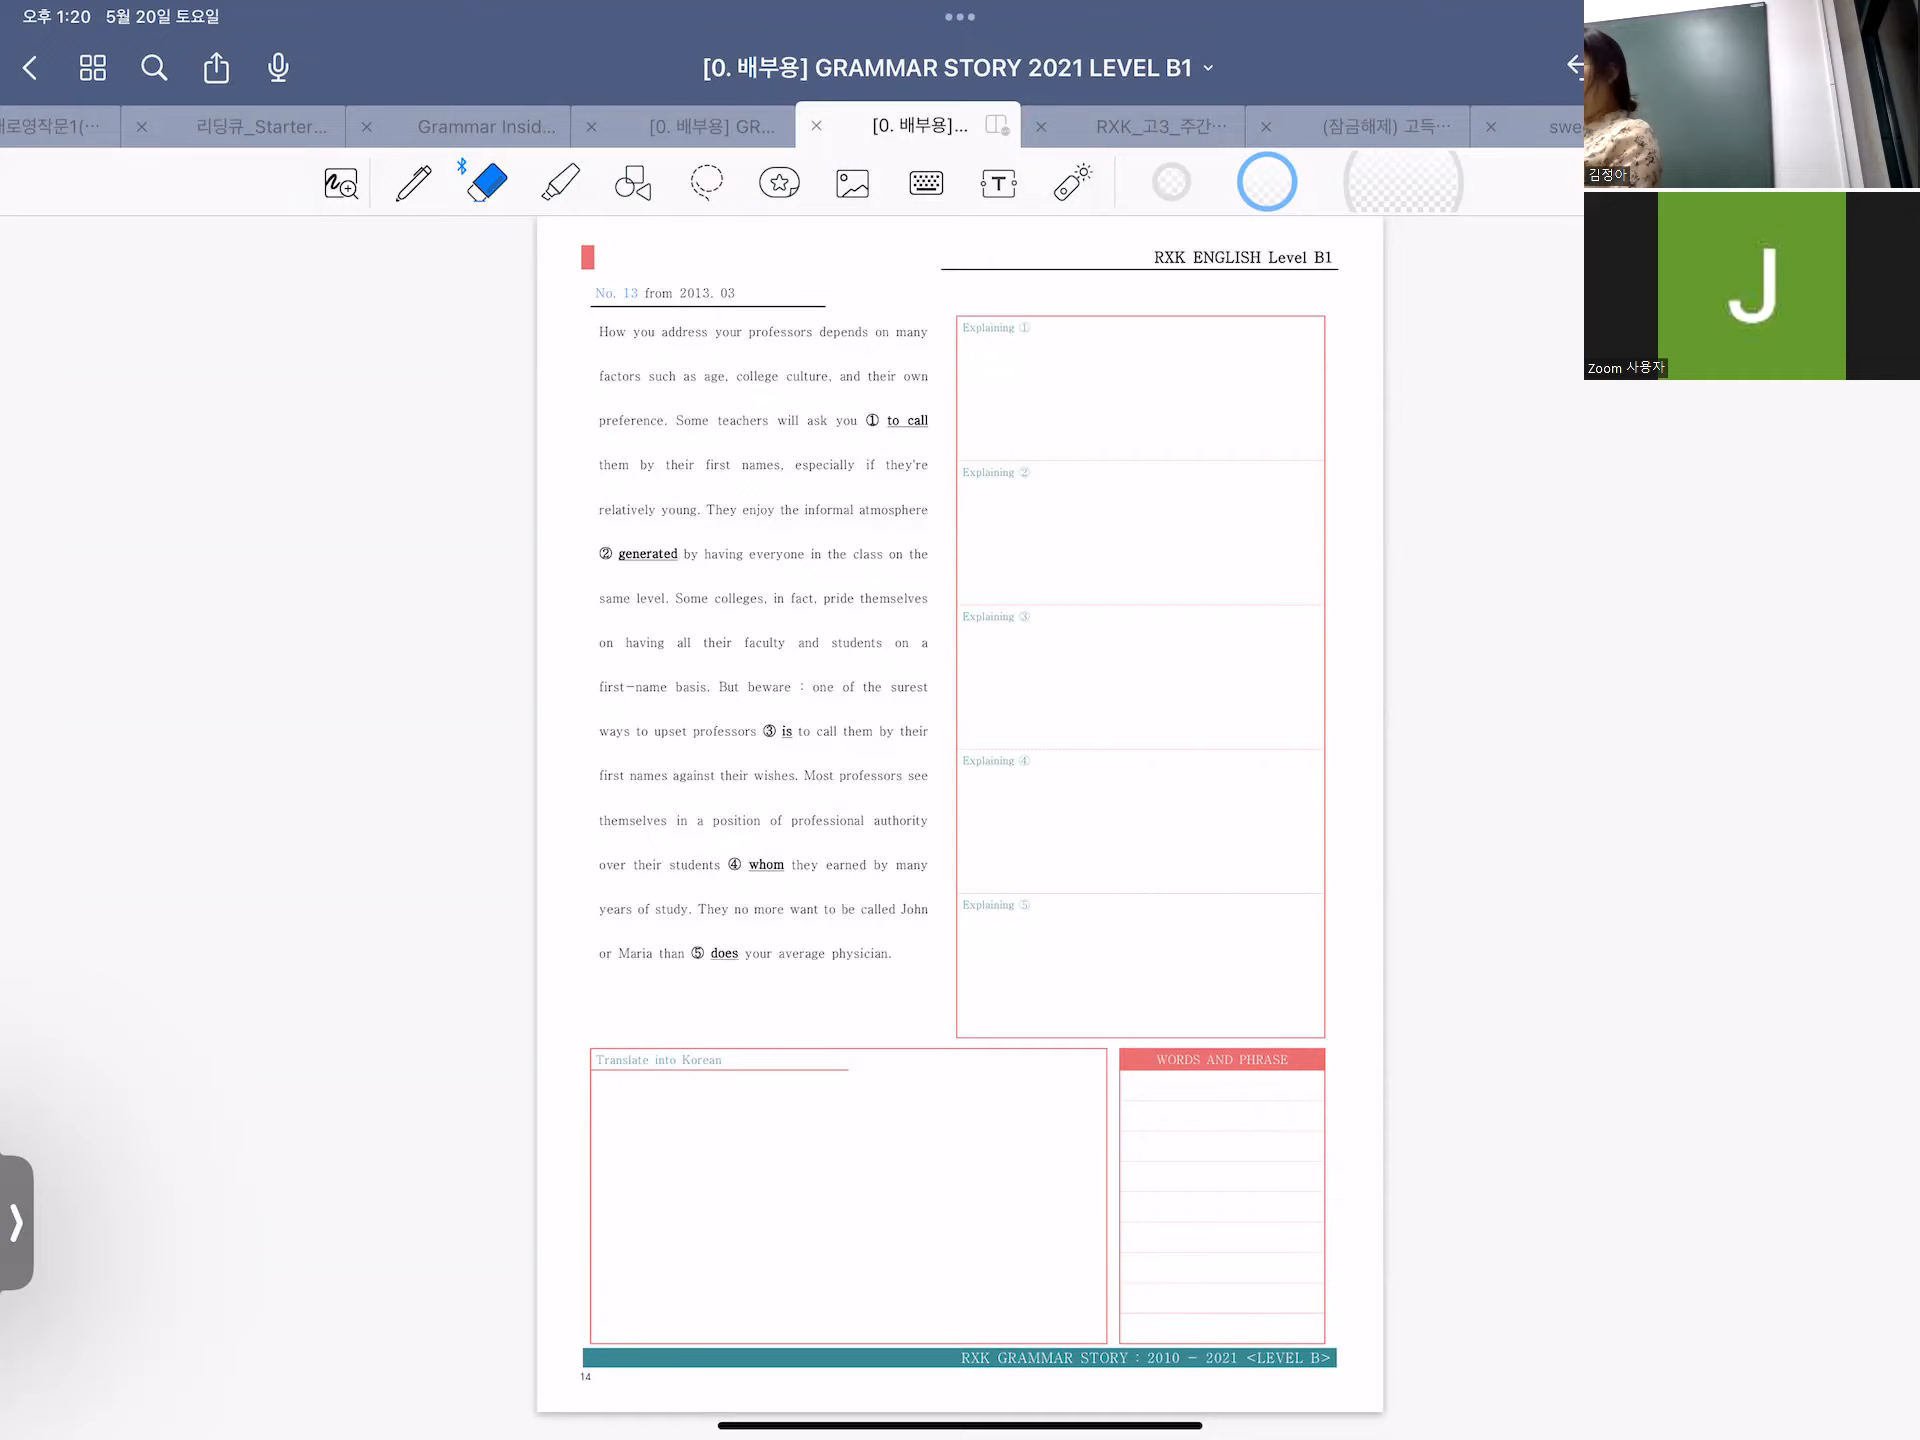 오후 1:20 5월 20일 토요일
[0. 배부용] GRAMMAR STORY 2021 LEVEL B1
리딩큐_Starter...
Grammar Insid...
[0. 배부용] GR...
[0. 배부용]...
RXK_고3_주간...
(잠금해제) 고득...
swe
김정아
J
Zoom 사용자
RXK ENGLISH Level B1
No. 13 from 2013. 03
How you address your professors depends on many
factors such as age, college culture, and their own
preference. Some teachers will ask you ① to call
them by their first names, especially if they're
relatively young. They enjoy the informal atmosphere
② generated by having everyone in the class on the
same level. Some colleges, in fact, pride themselves
on having all their faculty and students on a
first-name basis. But beware : one of the surest
ways to upset professors ③ is to call them by their
first names against their wishes. Most professors see
themselves in a position of professional authority
over their students ④ whom they earned by many
years of study. They no more want to be called John
or Maria than ⑤ does your average physician.
Explaining ①
Explaining ②
Explaining ③
Explaining ④
Explaining ⑤
Translate into Korean
WORDS AND PHRASE
RXK GRAMMAR STORY : 2010 - 2021 <LEVEL B>
14